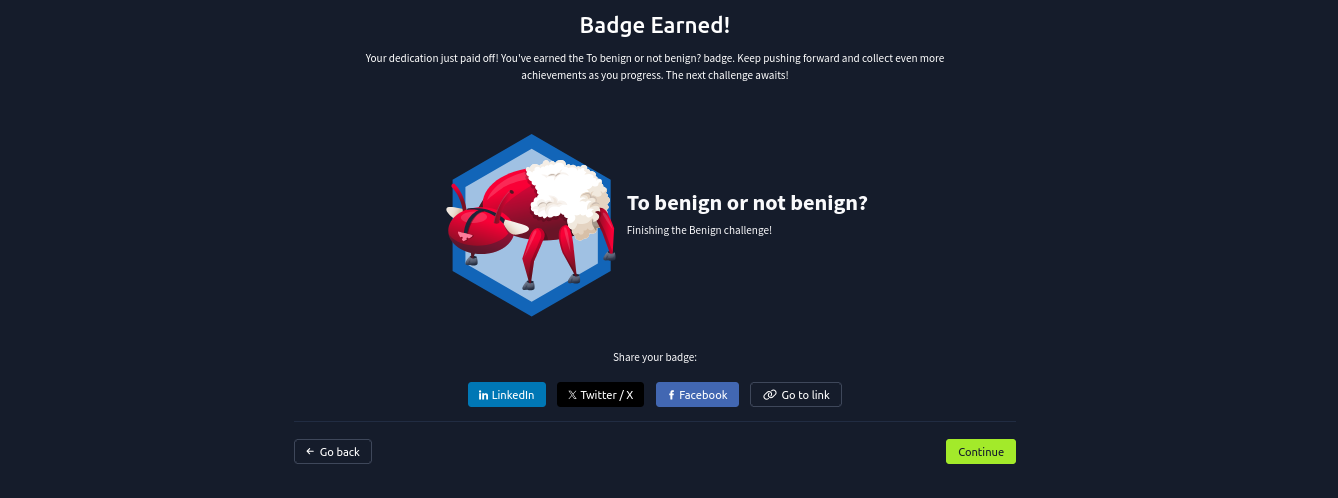 Badge Earned!
Your dedication just paid off! You've earned the To benign or not benign? badge. Keep pushing forward and collect even more
achievements as you progress. The next challenge awaits!
To benign or not benign?
Finishing the Benign challenge!
Share your badge:
in LinkedIn
X Twitter / X
f Facebook
Go to link
Go back
Continue